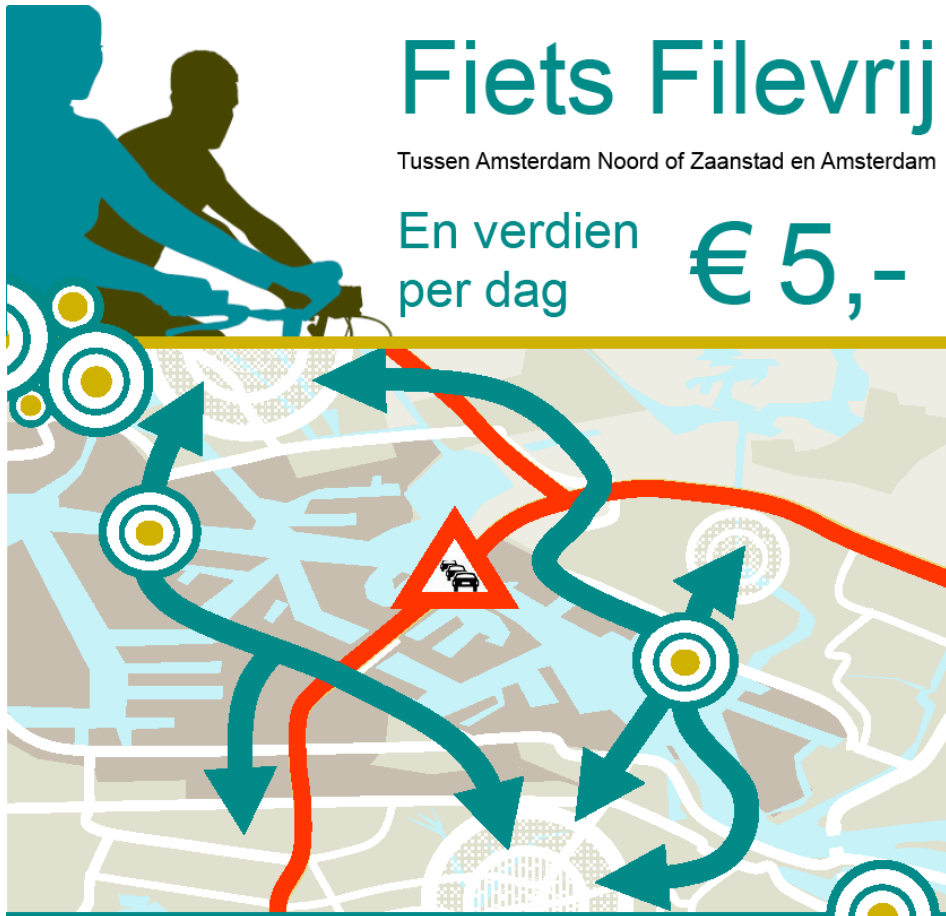 Fiets Filevrij
Tussen Amsterdam Noord of Zaanstad en Amsterdam
En verdien
per dag
€ 5,-